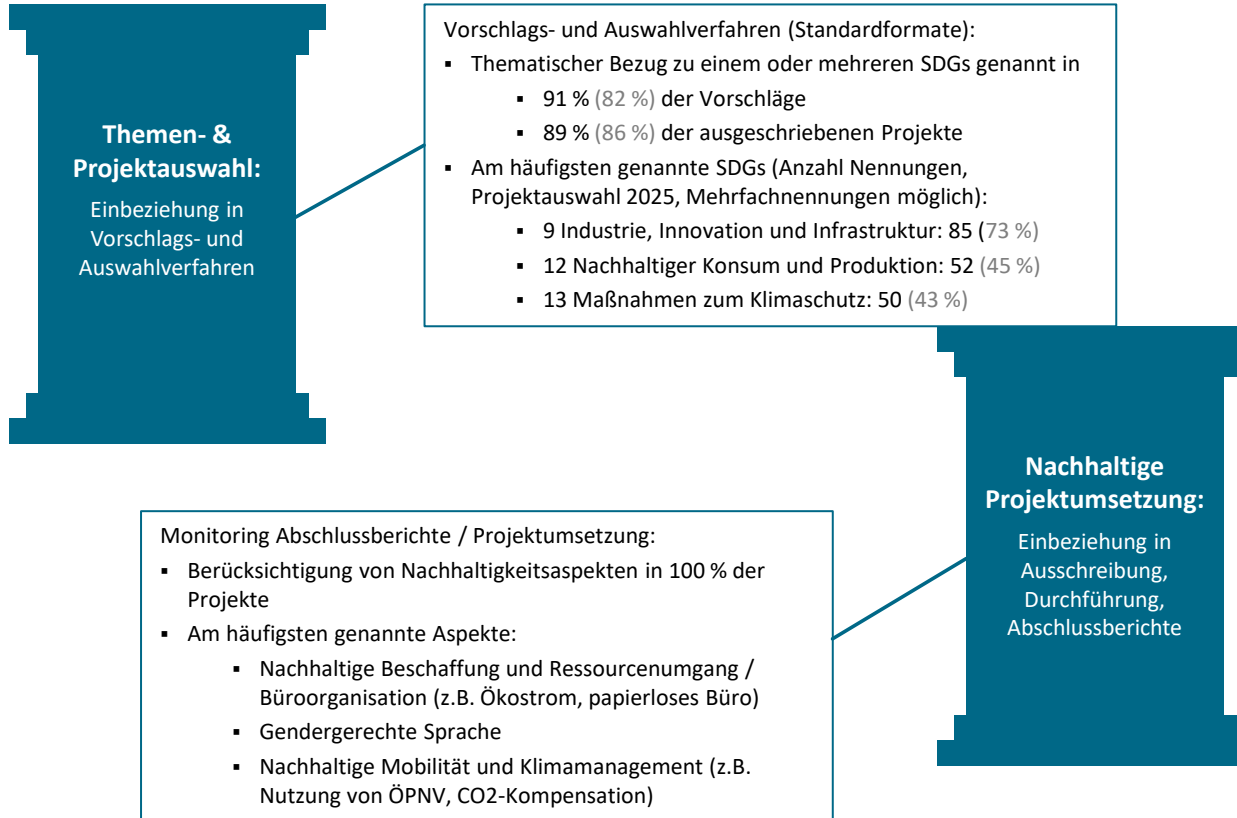 Themen- &
Projektauswahl:
Einbeziehung in
Vorschlags- und
Auswahlverfahren
Vorschlags- und Auswahlverfahren (Standardformate):
▪ Thematischer Bezug zu einem oder mehreren SDGs genannt in
▪ 91 % (82 %) der Vorschläge
▪ 89 % (86 %) der ausgeschriebenen Projekte
▪ Am häufigsten genannte SDGs (Anzahl Nennungen,
Projektauswahl 2025, Mehrfachnennungen möglich):
▪ 9 Industrie, Innovation und Infrastruktur: 85 (73 %)
▪ 12 Nachhaltiger Konsum und Produktion: 52 (45 %)
▪ 13 Maßnahmen zum Klimaschutz: 50 (43 %)
Nachhaltige
Projektumsetzung:
Einbeziehung in
Ausschreibung,
Durchführung,
Abschlussberichte
Monitoring Abschlussberichte / Projektumsetzung:
▪ Berücksichtigung von Nachhaltigkeitsaspekten in 100 % der
Projekte
▪ Am häufigsten genannte Aspekte:
▪ Nachhaltige Beschaffung und Ressourcenumgang /
Büroorganisation (z.B. Ökostrom, papierloses Büro)
▪ Gendergerechte Sprache
▪ Nachhaltige Mobilität und Klimamanagement (z.B.
Nutzung von ÖPNV, CO2-Kompensation)